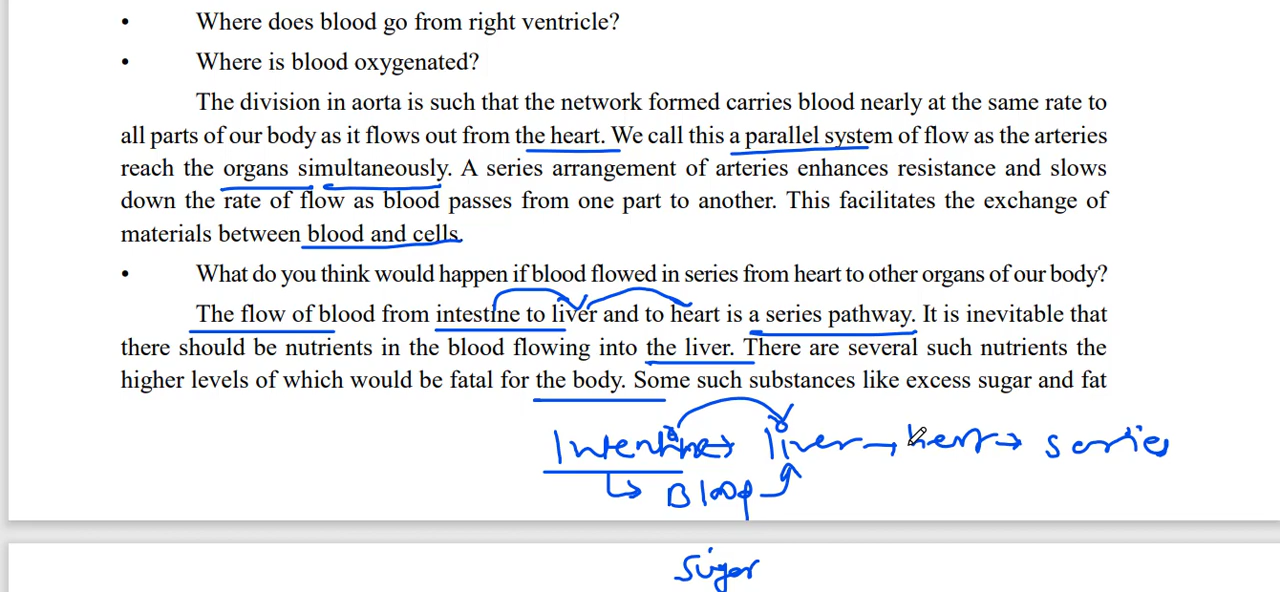 • Where does blood go from right ventricle?
• Where is blood oxygenated?
The division in aorta is such that the network formed carries blood nearly at the same rate to
all parts of our body as it flows out from the heart. We call this a parallel system of flow as the arteries
reach the organs simultaneously. A series arrangement of arteries enhances resistance and slows
down the rate of flow as blood passes from one part to another. This facilitates the exchange of
materials between blood and cells.
• What do you think would happen if blood flowed in series from heart to other organs of our body?
The flow of blood from intestine to liver and to heart is a series pathway. It is inevitable that
there should be nutrients in the blood flowing into the liver. There are several such nutrients the
higher levels of which would be fatal for the body. Some such substances like excess sugar and fat
→ liver → → series
↳ Blood
sugar